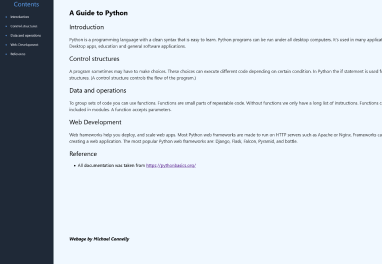 Contents
Introduction
Control structures
Data and operations
Web Development
Reference
A Guide to Python
Introduction
Python is a programming language with a clean syntax that is easy to learn. Python programs can be run under all desktop computers. It's used in many
Desktop apps, education and general software applications.
Control structures
A program sometimes may have to make choices. These choices can execute different code depending on certain condition. In Python the if statement is used
structures. (A control structure controls the flow of the program.)
Data and operations
To group sets of code you can use functions. Functions are small parts of repeatable code. Without functions we only have a long list of instructions. Functions
included in modules. A function accepts parameters.
Web Development
Web frameworks help you deploy, and scale web apps. Most Python web frameworks are made to run an HTTP servers such as Apache or Nginx. Frameworks
creating a web application. The most popular Python web frameworks are: Django, Flask, Falcon, Pyramid, and bottle.
Reference
• All documentation was taken from https://pythonbasics.org/
Webage by Michael Connelly